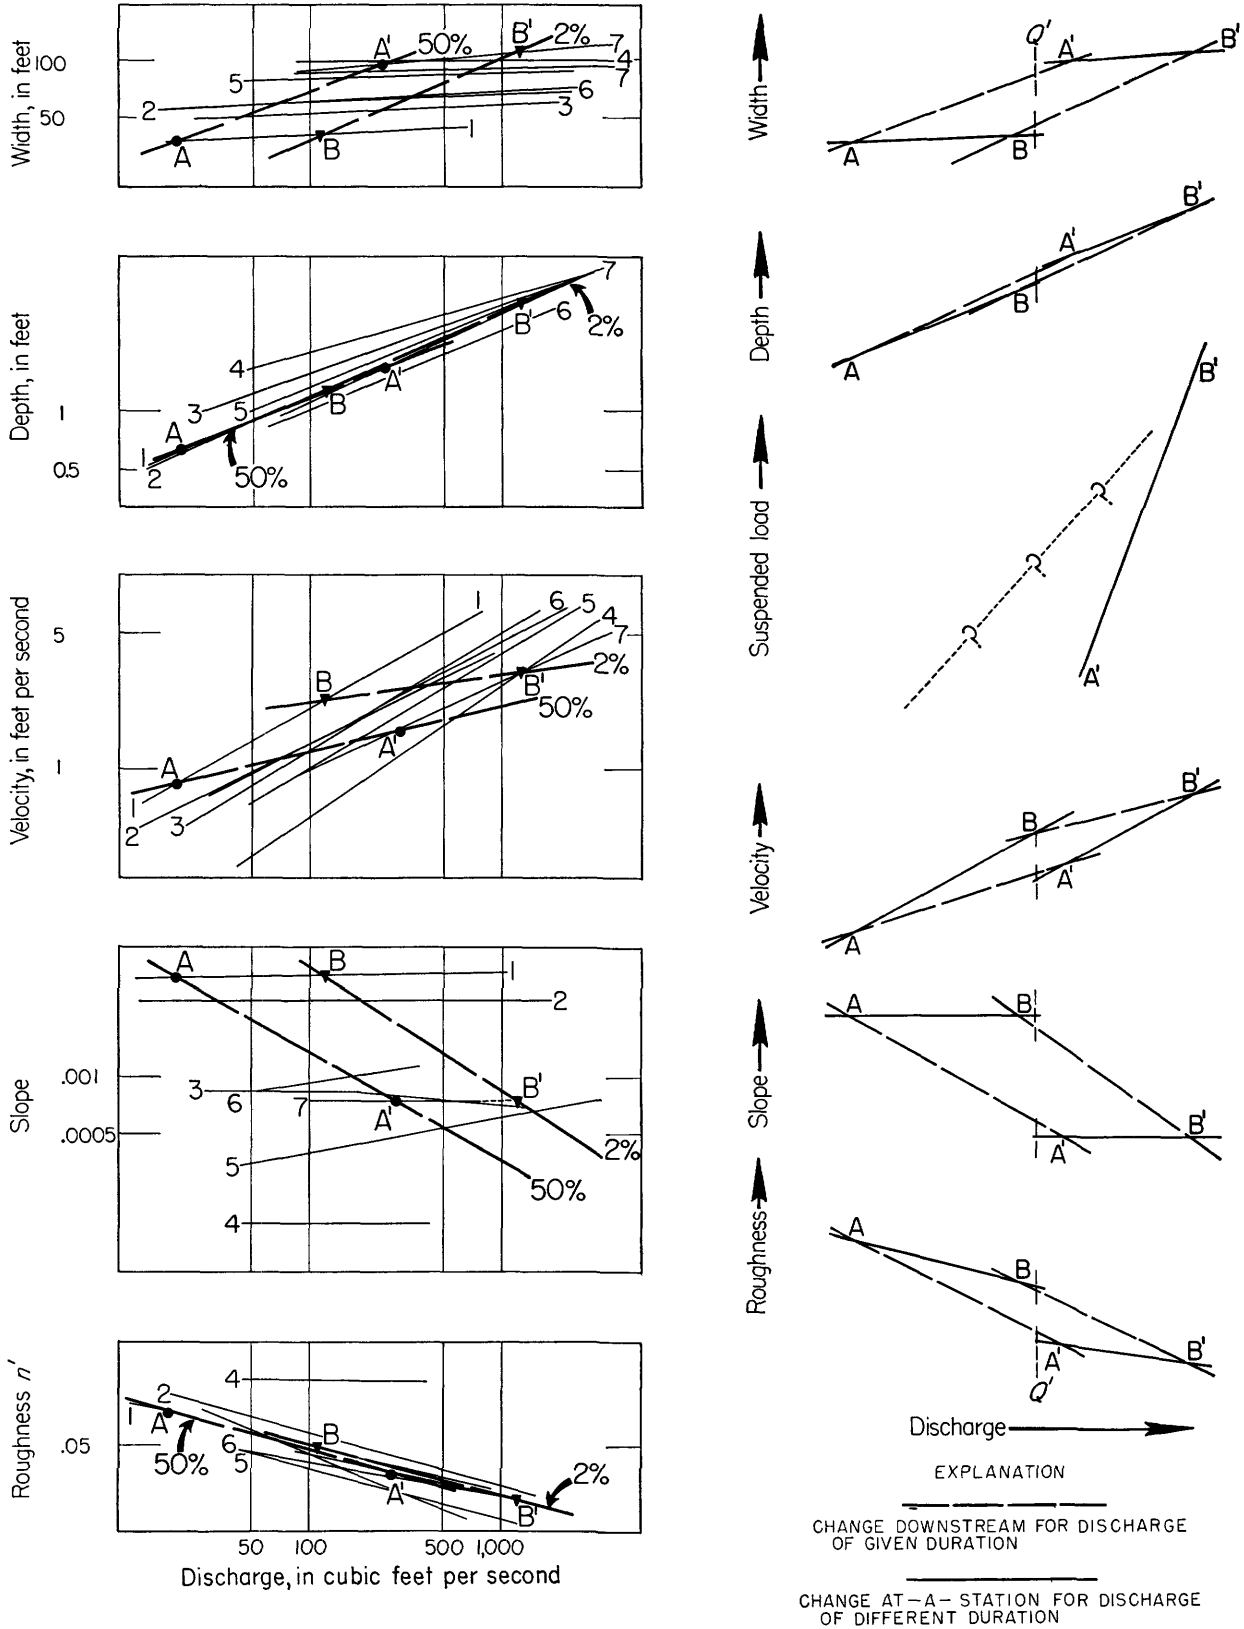 Width, in feet
100
50
A'
50%
B'
2%
7
4
7
5
6
2
3
1
A
B
Depth, in feet
1
0.5
7
B'
6
2%
4
A'
3
5
B
A
1
2
50%
Velocity, in feet per second
5
1
1
6
5
4
7
2%
B
B'
50%
A'
A
1
2
3
Slope
.001
.0005
A
B
1
2
3
6
7
A'
B'
5
2%
50%
4
Roughness n'
.05
4
2
1
A
B
6
5
50%
A'
2%
B'
50
100
500
1,000
Discharge, in cubic feet per second
Width
Q'
A'
B'
A
B
Depth
B'
A'
B
A
Suspended load
B'
?
?
?
A'
Velocity
B'
B
A'
A
Slope
A
B
A'
B'
Roughness
A
B
A'
B'
Q'
Discharge
EXPLANATION
CHANGE DOWNSTREAM FOR DISCHARGE
OF GIVEN DURATION
CHANGE AT-A-STATION FOR DISCHARGE
OF DIFFERENT DURATION